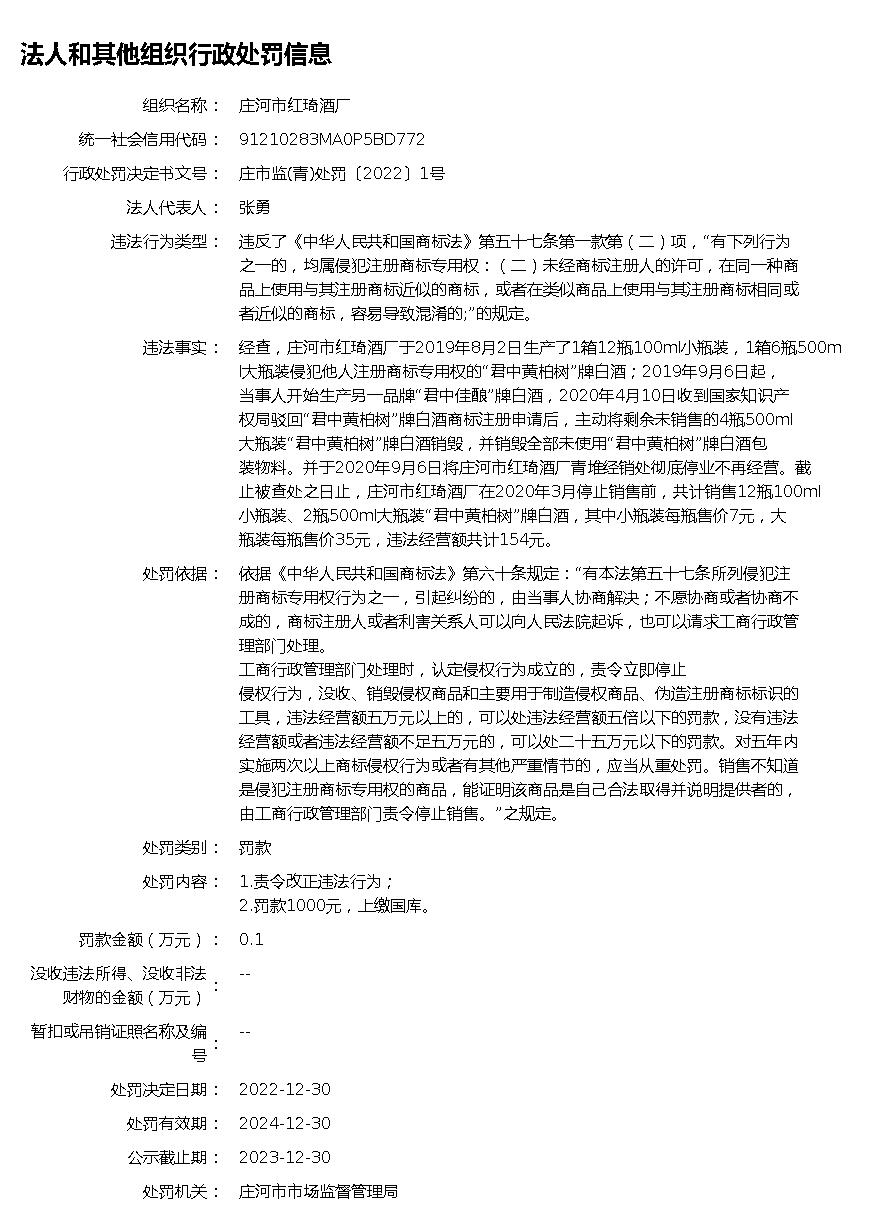 法人和其他组织行政处罚信息
组织名称： 庄河市红琦酒厂
统一社会信用代码： 91210283MA0P5BD772
行政处罚决定书文号： 庄市监(青)处罚〔2022〕1号
法人代表人： 张勇
违法行为类型： 违反了《中华人民共和国商标法》第五十七条第一款第（二）项，“有下列行为
之一的，均属侵犯注册商标专用权：（二）未经商标注册人的许可，在同一种商
品上使用与其注册商标近似的商标，或者在类似商品上使用与其注册商标相同或
者近似的商标，容易导致混淆的;”的规定。
违法事实： 经查，庄河市红琦酒厂于2019年8月2日生产了1箱12瓶100ml小瓶装，1箱6瓶500m
l大瓶装侵犯他人注册商标专用权的“君中黄柏树”牌白酒；2019年9月6日起，
当事人开始生产另一品牌“君中佳酿”牌白酒，2020年4月10日收到国家知识产
权局驳回“君中黄柏树”牌白酒商标注册申请后，主动将剩余未销售的4瓶500ml
大瓶装“君中黄柏树”牌白酒销毁，并销毁全部未使用“君中黄柏树”牌白酒包
装物料。并于2020年9月6日将庄河市红琦酒厂青堆经销处彻底停业不再经营。截
止被查处之日止，庄河市红琦酒厂在2020年3月停止销售前，共计销售12瓶100ml
小瓶装、2瓶500ml大瓶装“君中黄柏树”牌白酒，其中小瓶装每瓶售价7元，大
瓶装每瓶售价35元，违法经营额共计154元。
处罚依据： 依据《中华人民共和国商标法》第六十条规定：“有本法第五十七条所列侵犯注
册商标专用权行为之一，引起纠纷的，由当事人协商解决；不愿协商或者协商不
成的，商标注册人或者利害关系人可以向人民法院起诉，也可以请求工商行政管
理部门处理。
工商行政管理部门处理时，认定侵权行为成立的，责令立即停止
侵权行为，没收、销毁侵权商品和主要用于制造侵权商品、伪造注册商标标识的
工具，违法经营额五万元以上的，可以处违法经营额五倍以下的罚款，没有违法
经营额或者违法经营额不足五万元的，可以处二十五万元以下的罚款。对五年内
实施两次以上商标侵权行为或者有其他严重情节的，应当从重处罚。销售不知道
是侵犯注册商标专用权的商品，能证明该商品是自己合法取得并说明提供者的，
由工商行政管理部门责令停止销售。”之规定。
处罚类别： 罚款
处罚内容： 1.责令改正违法行为；
2.罚款1000元，上缴国库。
罚款金额（万元）： 0.1
没收违法所得、没收非法
财物的金额（万元）： --
暂扣或吊销证照名称及编
号： --
处罚决定日期： 2022-12-30
处罚有效期： 2024-12-30
公示截止期： 2023-12-30
处罚机关： 庄河市市场监督管理局